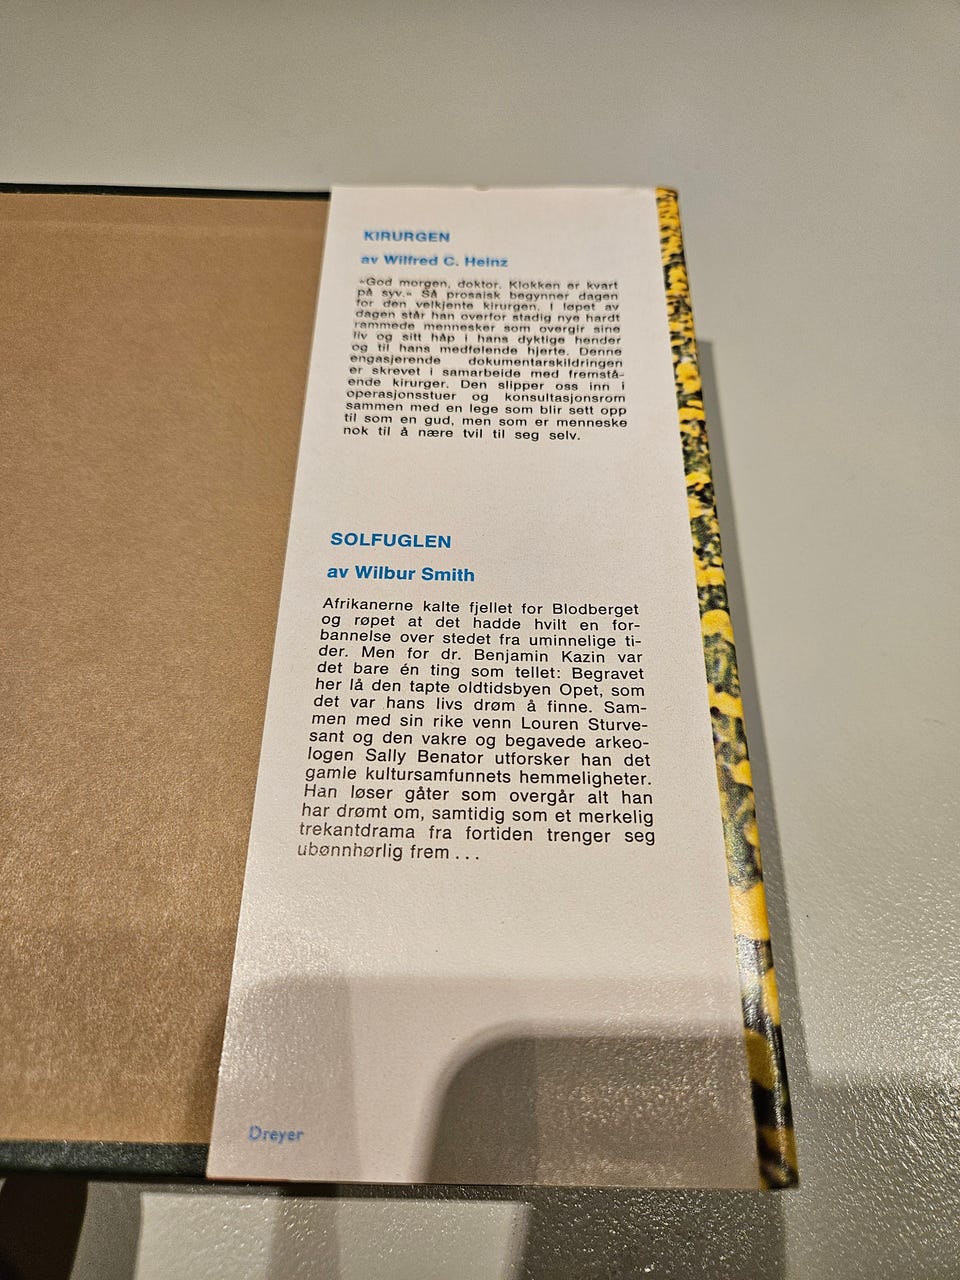 KIRURGEN
av Wilfred C. Heinz
«God morgen, doktor. Klokken er kvart
på syv.» Så prosaisk begynner dagen
for den velkjente kirurgen. I løpet av
dagen står han overfor stadig nye hardt
rammede mennesker som overgir sine
liv og sitt håp i hans dyktige hender
og til hans medfølende hjerte. Denne
engasjerende dokumentarskildringen
er skrevet i samarbeide med fremstå-
ende kirurger. Den slipper oss inn i
operasjonsstuer og konsultasjonsrom
sammen med en lege som blir sett opp
til som en gud, men som er menneske
nok til å nære tvil til seg selv.
SOLFUGLEN
av Wilbur Smith
Afrikanerne kalte fjellet for Blodberget
og røpet at det hadde hvilt en for-
bannelse over stedet fra uminnelige ti-
der. Men for dr. Benjamin Kazin var
det bare én ting som tellet: Begravet
her lå den tapte oldtidsbyen Opet, som
det var hans livs drøm å finne. Sam-
men med sin rike venn Louren Sturve-
sant og den vakre og begavede arkeo-
logen Sally Benator utforsker han det
gamle kultursamfunnets hemmeligheter.
Han løser gåter som overgår alt han
har drømt om, samtidig som et merkelig
trekantdrama fra fortiden trenger seg
ubønnhørlig frem . . .
Dreyer